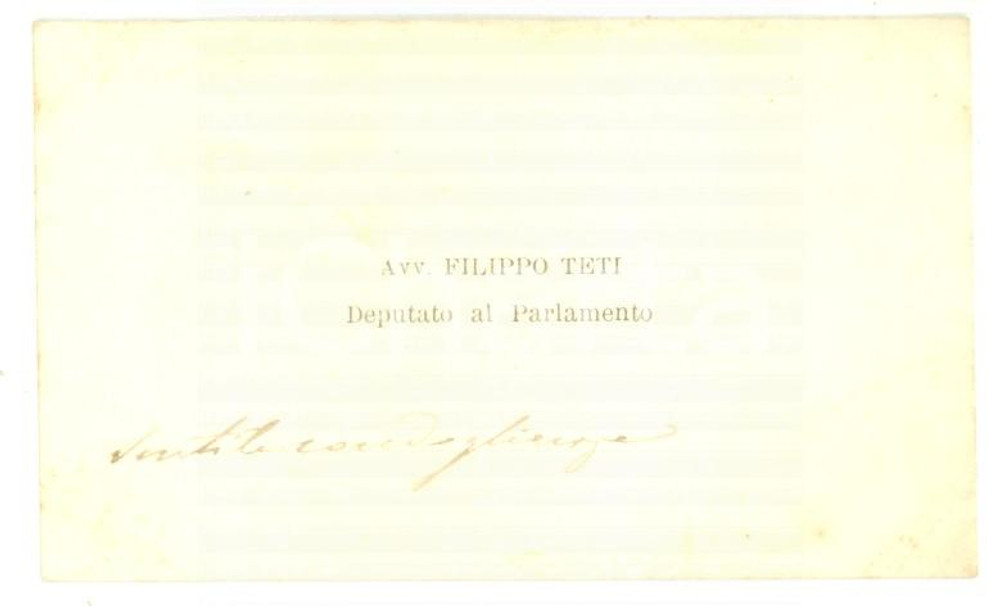 Avv. FILIPPO TETI
Deputato al Parlamento
Sentite condoglianze